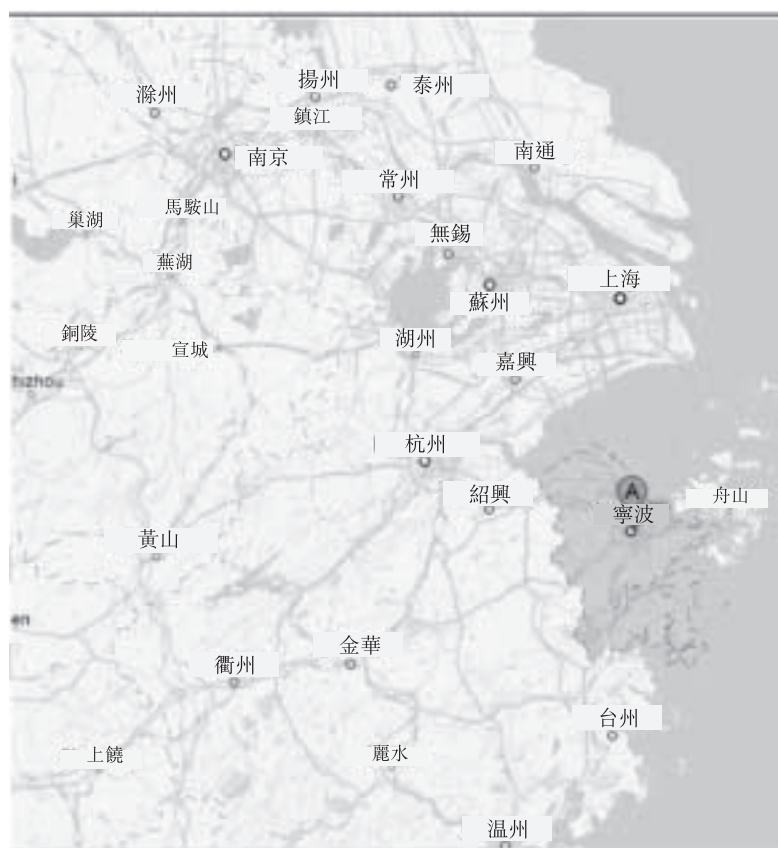 揚州
泰州
滁州
鎮江
南京
南通
常州
馬鞍山
巢湖
無錫
蕪湖
上海
蘇州
銅陵
湖州
宣城
嘉興
杭州
A
紹興
舟山
寧波
黃山
en
金華
衢州
台州
上饒
麗水
温州